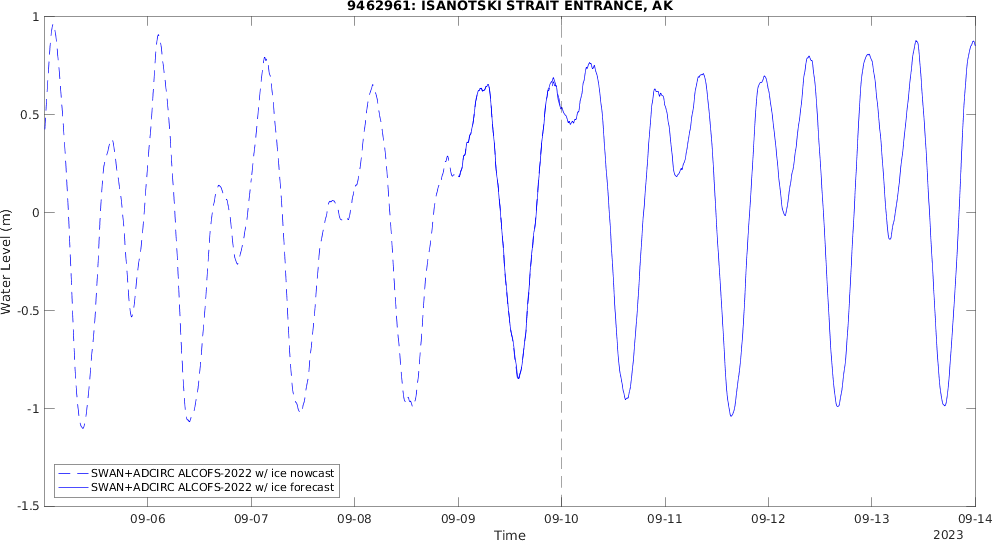 9462961: ISANOTSKI STRAIT ENTRANCE, AK
1
0.5
0
-0.5
-1
-1.5
Water Level (m)
SWAN+ADCIRC ALCOFS-2022 w/ ice nowcast
SWAN+ADCIRC ALCOFS-2022 w/ ice forecast
09-06 09-07 09-08 09-09 09-10 09-11 09-12 09-13 09-14
Time
2023